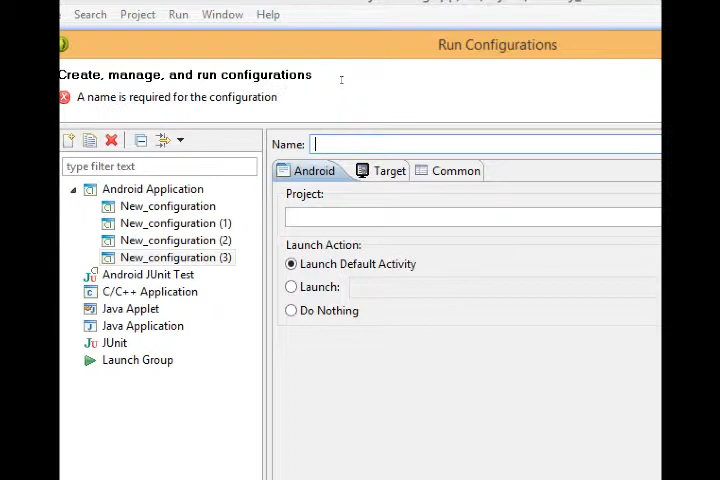 Search Project Run Window Help
Run Configurations
Create, manage, and run configurations
A name is required for the configuration
Name:
type filter text
Android Target Common
Android Application
New_configuration
New_configuration (1)
New_configuration (2)
New_configuration (3)
Android JUnit Test
C/C++ Application
Java Applet
Java Application
JUnit
Launch Group
Project:
Launch Action:
Launch Default Activity
Launch:
Do Nothing